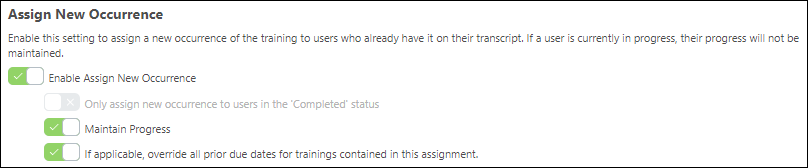 Assign New Occurrence
Enable this setting to assign a new occurrence of the training to users who already have it on their transcript. If a user is currently in progress, their progress will not be
maintained.
Enable Assign New Occurrence
Only assign new occurrence to users in the 'Completed' status
Maintain Progress
If applicable, override all prior due dates for trainings contained in this assignment.